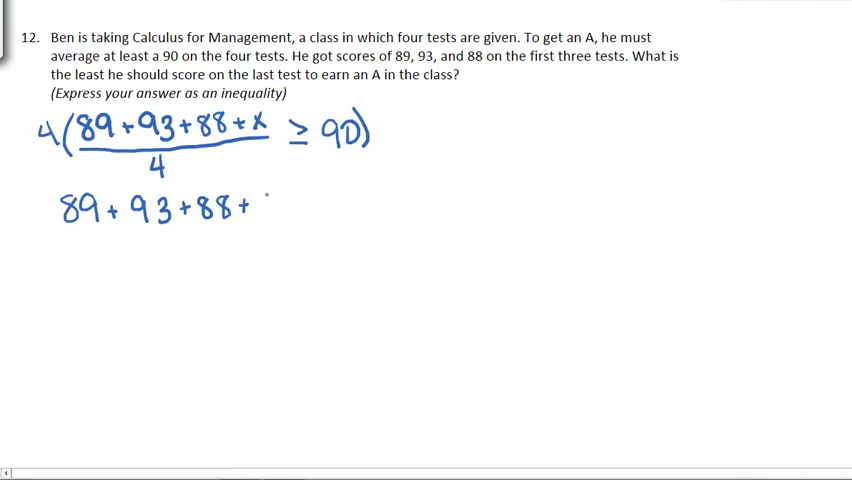 12. Ben is taking Calculus for Management, a class in which four tests are given. To get an A, he must
average at least a 90 on the four tests. He got scores of 89, 93, and 88 on the first three tests. What is
the least he should score on the last test to earn an A in the class?
(Express your answer as an inequality)
4(89+93+88+x ≥ 90)
4
89+93+88+